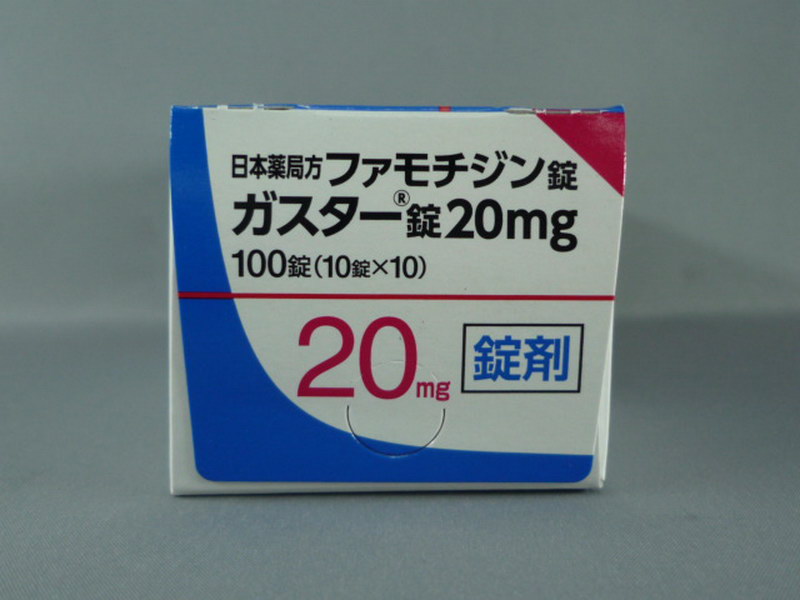 日本薬局方 ファモチジン錠
ガスター®錠20mg
100錠(10錠×10)
20mg
錠剤